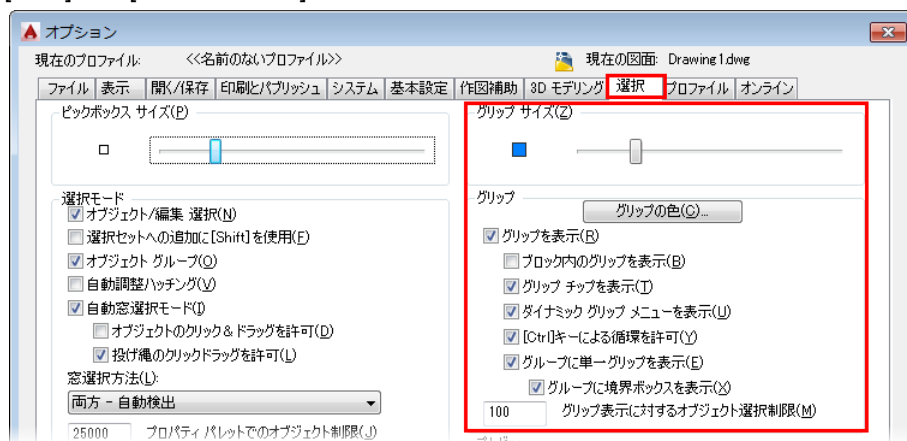 オプション
現在のプロファイル: <<名前のないプロファイル>>
現在の図面: Drawing1.dwg
ファイル 表示 開く/保存 印刷とパブリッシュ システム 基本設定 作図補助 3D モデリング 選択 プロファイル オンライン
ピックボックス サイズ(P)
選択モード
オブジェクト/編集 選択(N)
選択セットへの追加に[Shift]を使用(F)
オブジェクト グループ(O)
自動調整ハッチング(V)
自動窓選択モード(I)
オブジェクトのクリック & ドラッグを許可(D)
投げ縄のクリックドラッグを許可(L)
窓選択方法(L):
両方 - 自動検出
25000 プロパティ パレットでのオブジェクト制限(J)
グリップ サイズ(Z)
グリップ
グリップの色(C)...
グリップを表示(R)
ブロック内のグリップを表示(B)
グリップ チップを表示(T)
ダイナミック グリップ メニューを表示(U)
[Ctrl]キーによる循環を許可(Y)
グループに単一グリップを表示(E)
グループに境界ボックスを表示(X)
100 グリップ表示に対するオブジェクト選択制限(M)